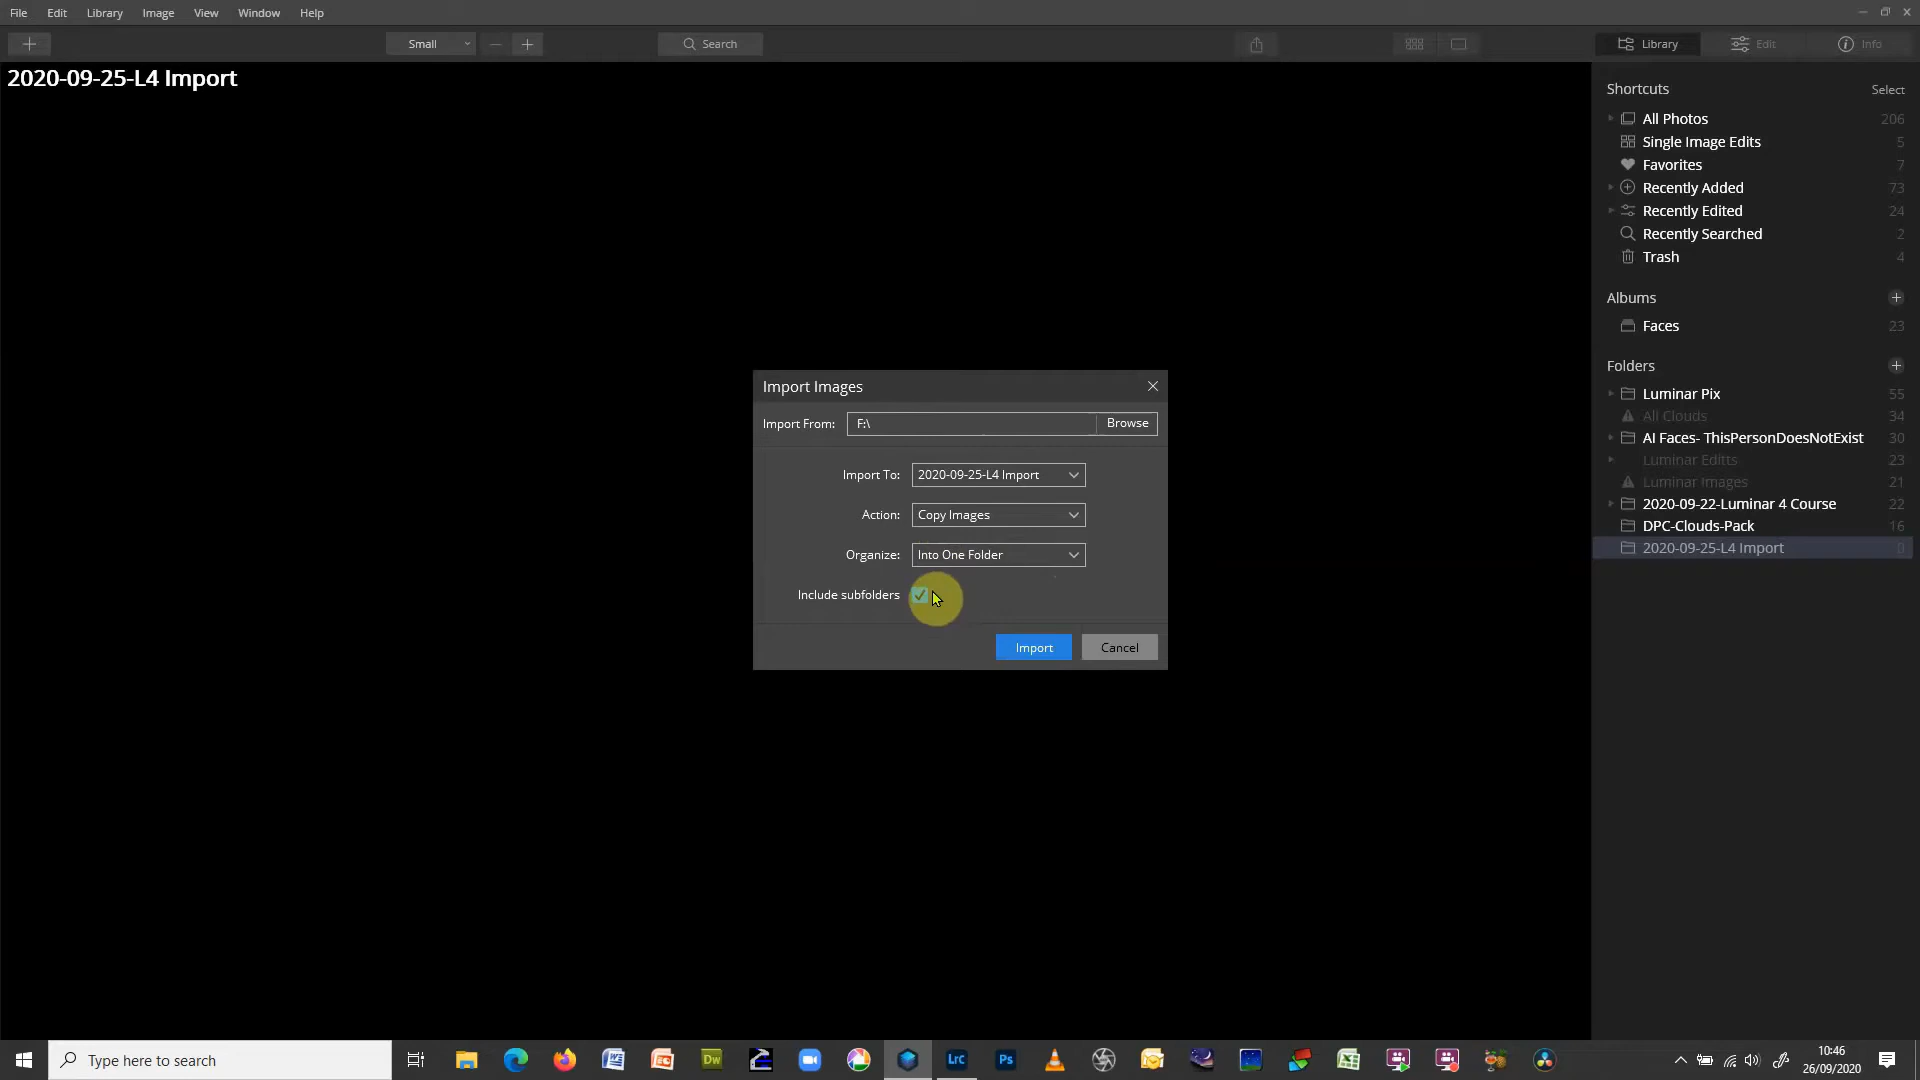 File Edit Library Image View Window Help
Small Search Library Edit Info
2020-09-25-L4 Import
Shortcuts Select
All Photos 206
Single Image Edits 5
Favorites 7
Recently Added 73
Recently Edited 24
Recently Searched 2
Trash 4
Albums
Faces 23
Folders
Luminar Pix 55
All Clouds 34
AI Faces- ThisPersonDoesNotExist 30
Luminar Editts 23
Luminar Images 21
2020-09-22-Luminar 4 Course 22
DPC-Clouds-Pack 16
2020-09-25-L4 Import 0
Import Images
Import From: F:\ Browse
Import To: 2020-09-25-L4 Import
Action: Copy Images
Organize: Into One Folder
Include subfolders
Import Cancel
Type here to search
Dw
Lrc
Ps
10:46
26/09/2020